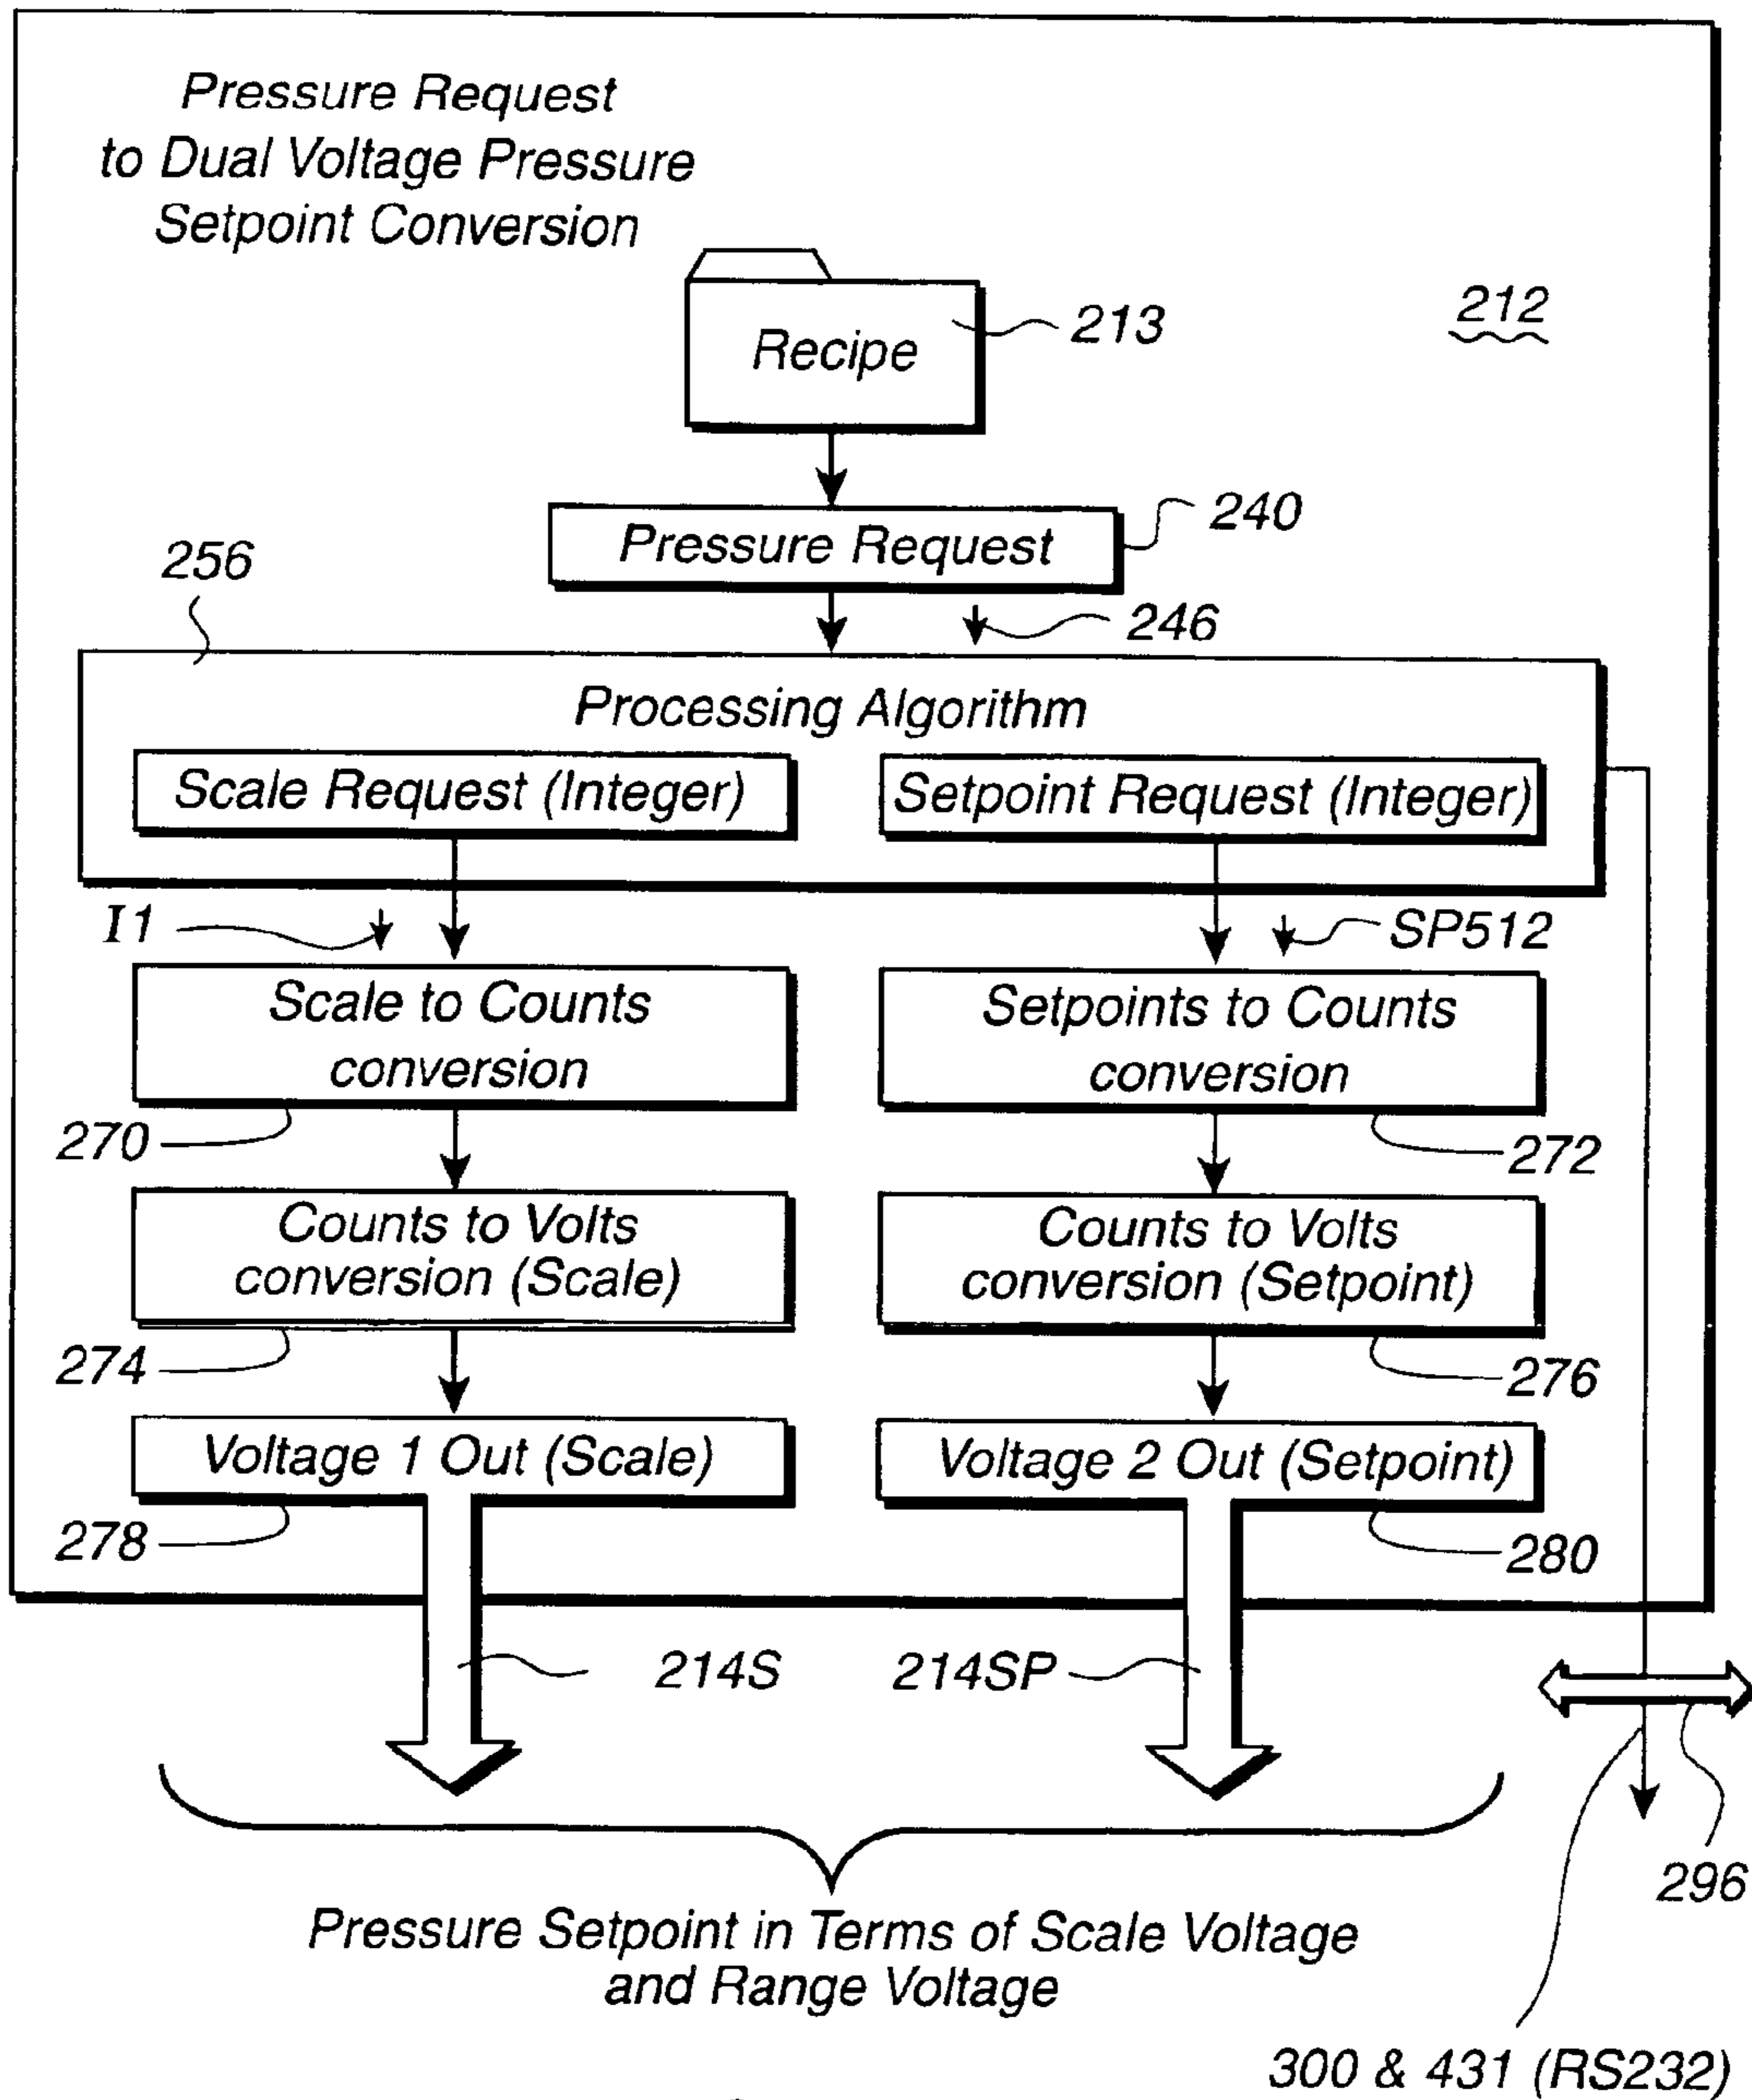 Pressure Request
to Dual Voltage Pressure
Setpoint Conversion
212
Recipe
213
Pressure Request
240
256
246
Processing Algorithm
Scale Request (Integer)
Setpoint Request (Integer)
I1
SP512
Scale to Counts
conversion
Setpoints to Counts
conversion
270
272
Counts to Volts
conversion (Scale)
Counts to Volts
conversion (Setpoint)
274
276
Voltage 1 Out (Scale)
Voltage 2 Out (Setpoint)
278
280
214S
214SP
296
Pressure Setpoint in Terms of Scale Voltage
and Range Voltage
300 & 431 (RS232)